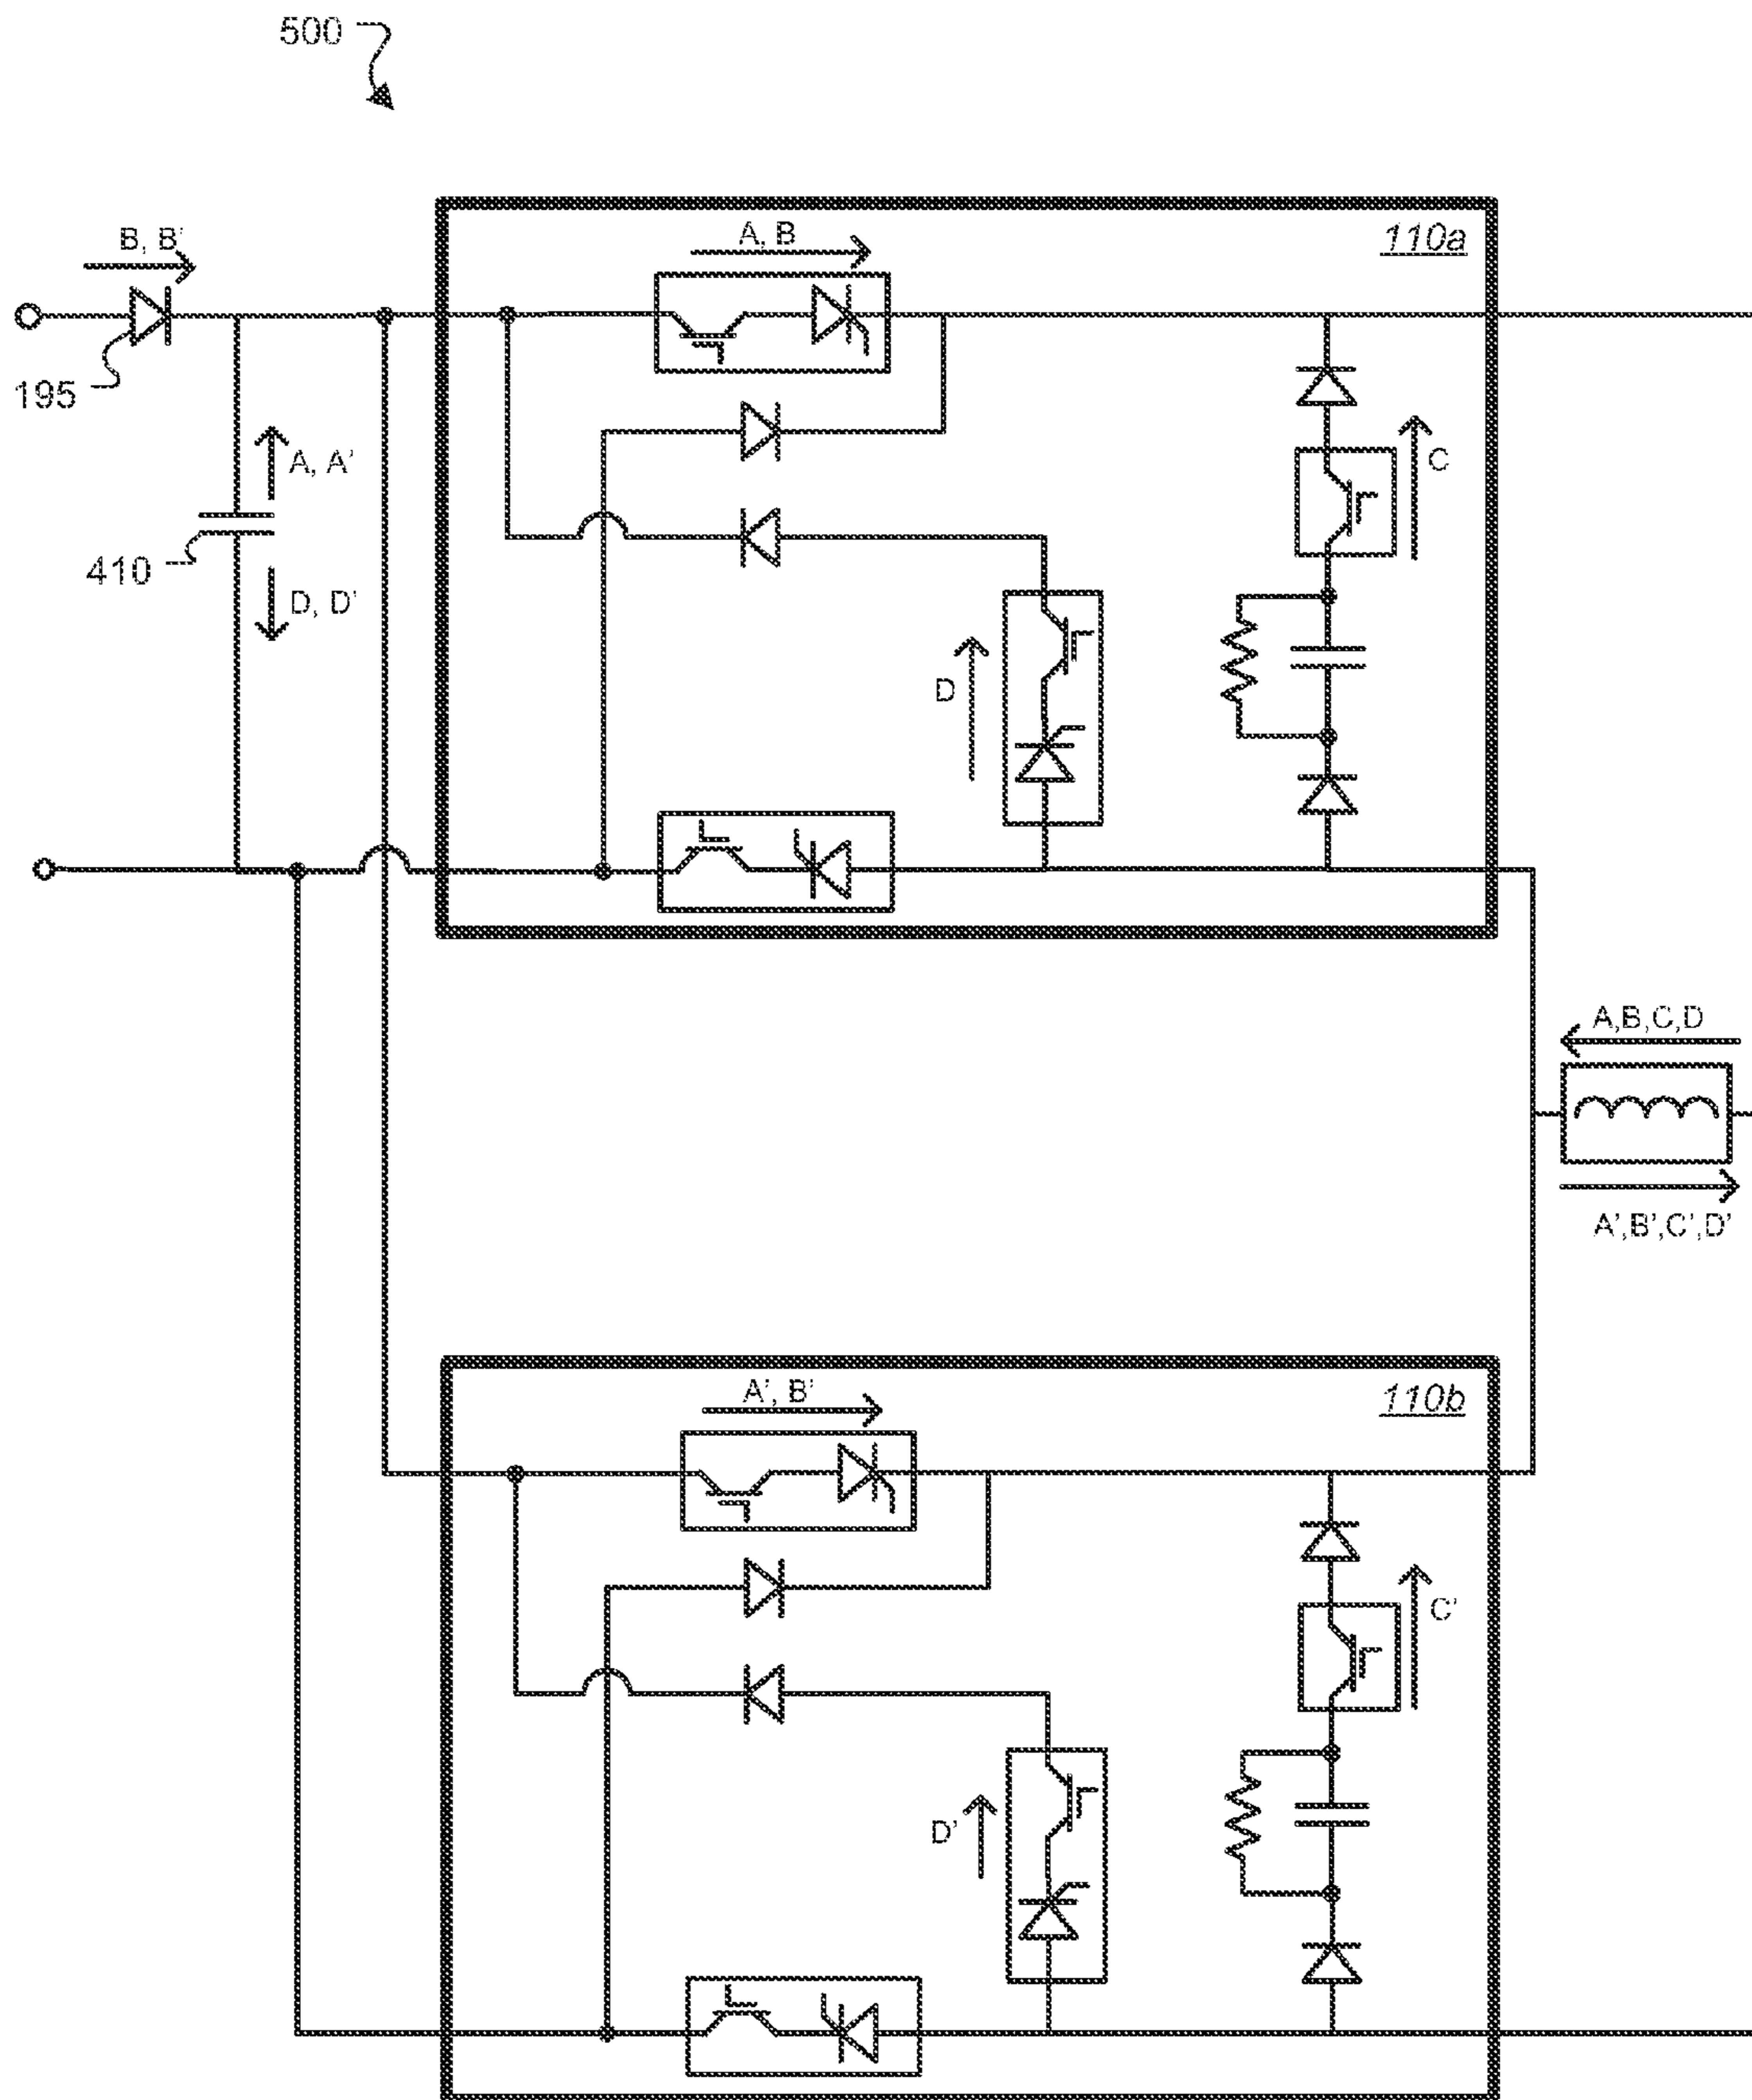 500
B, B'
A, B
110a
195
A, A'
C
410
D, D'
D
A,B,C,D
A',B',C',D'
A', B'
110b
C'
D'